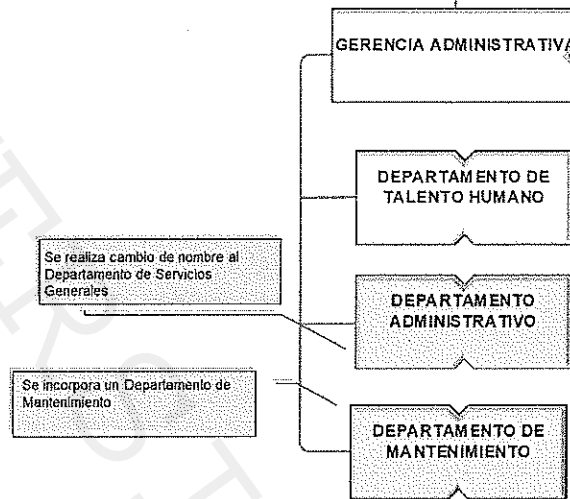 GERENCIA ADMINISTRATIVA
DEPARTAMENTO DE
TALENTO HUMANO
Se realiza cambio de nombre al
Departamento de Servicios
Generales
DEPARTAMENTO
ADMINISTRATIVO
Se incorpora un Departamento de
Mantenimiento
DEPARTAMENTO DE
MANTENIMIENTO